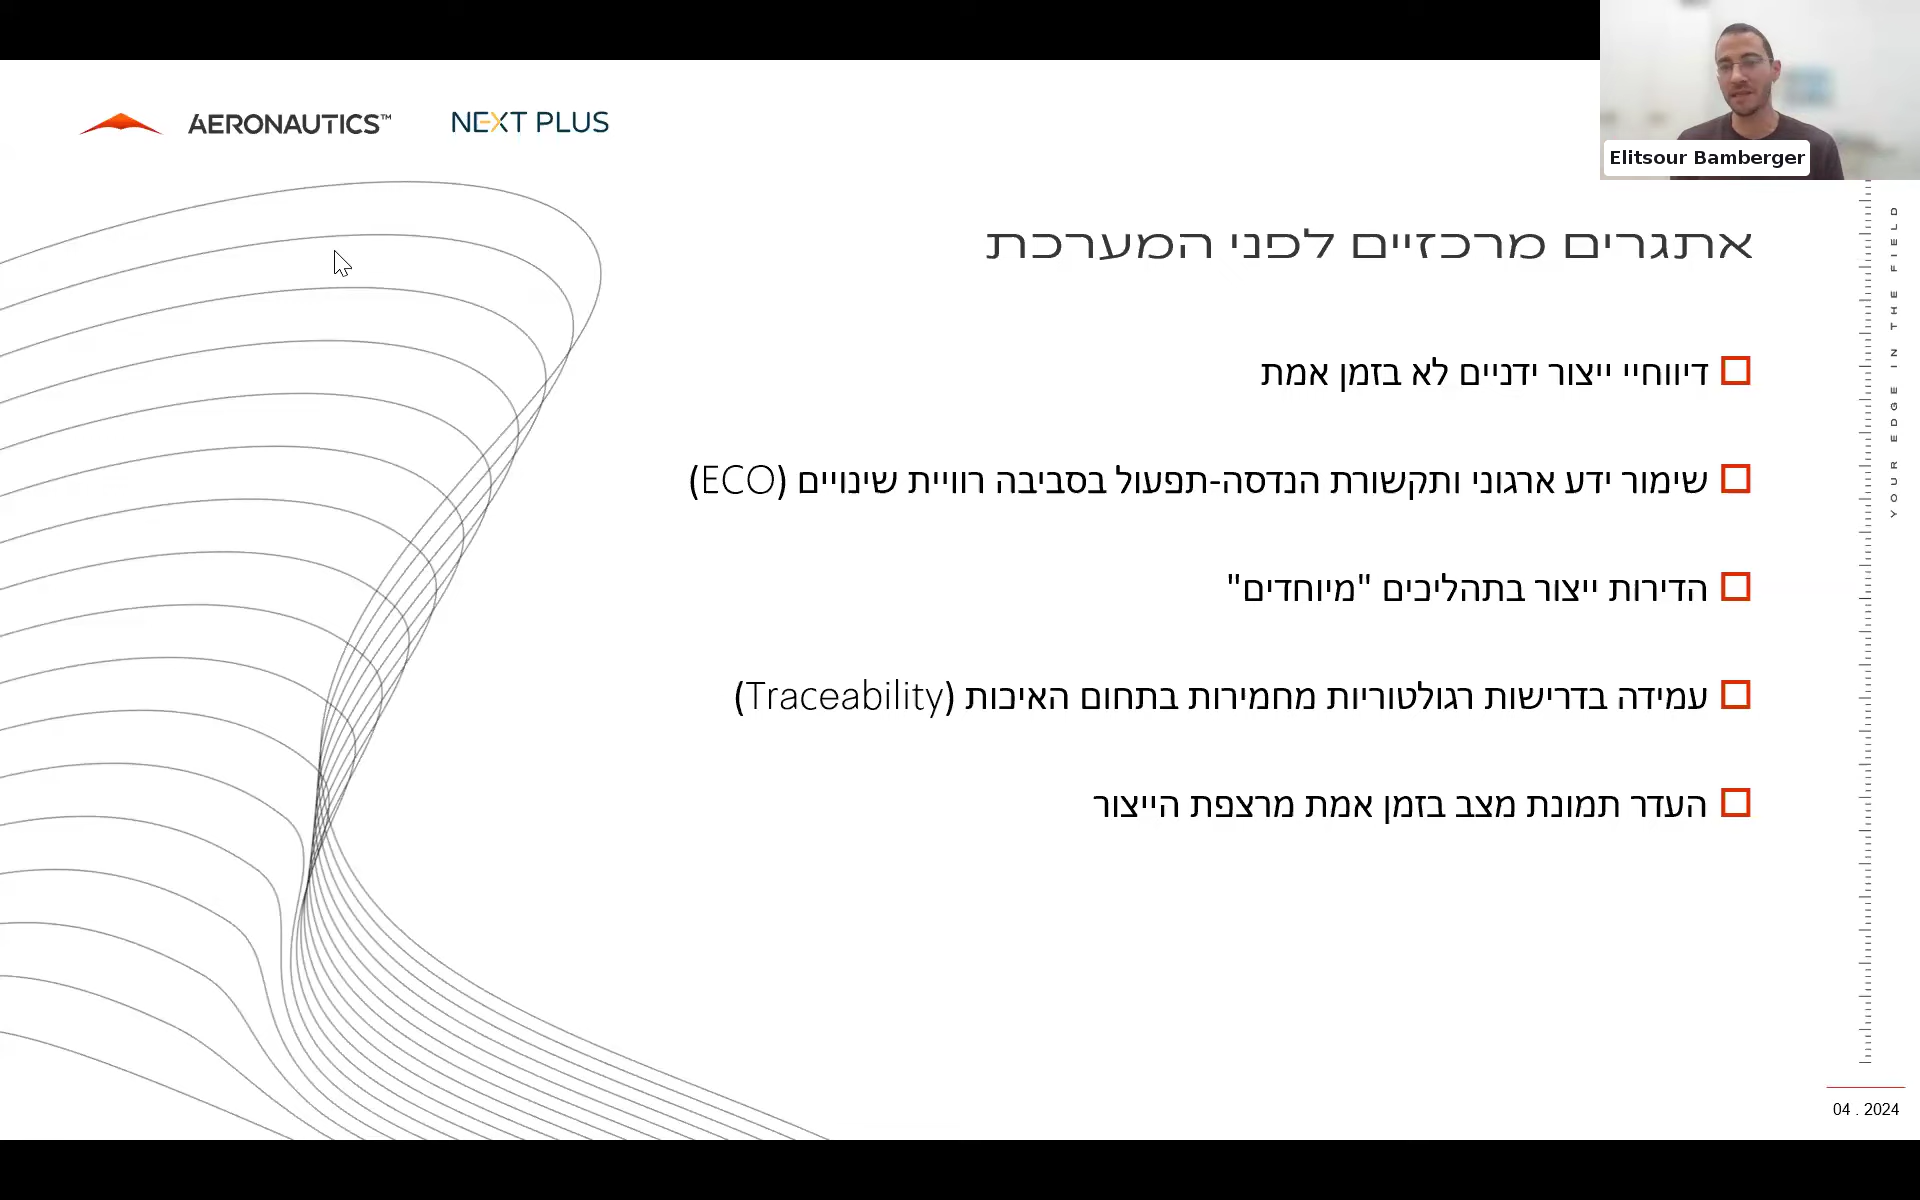 AERONAUTICS™
NEXT PLUS
Elitsour Bamberger
אתגרים מרכזיים לפני המערכת
דיווחיי ייצור ידניים לא בזמן אמת
שימור ידע ארגוני ותקשורת הנדסה-תפעול בסביבה רוויית שינויים (ECO)
הדירות ייצור בתהליכים "מיוחדים"
עמידה בדרישות רגולטוריות מחמירות בתחום האיכות (Traceability)
העדר תמונת מצב בזמן אמת מרצפת הייצור
YOUR EDGE IN THE FIELD
04 . 2024